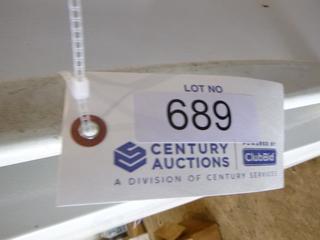 LOT NO
689
CENTURY
AUCTIONS
POWERED BY
ClubBid
A DIVISION OF CENTURY SERVICES